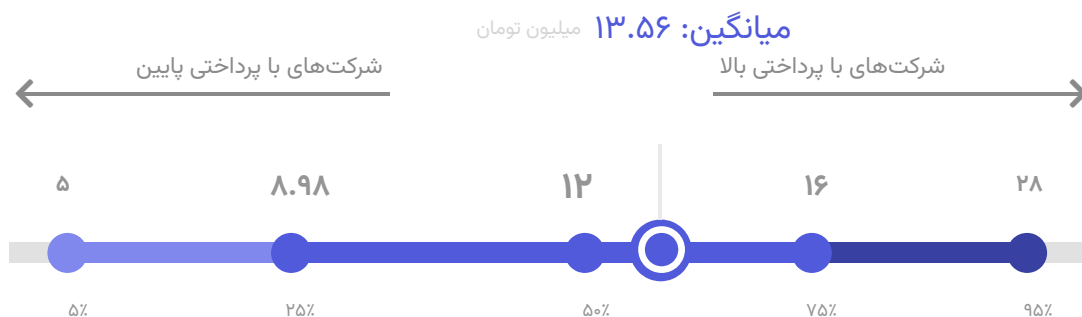 میانگین: ۱۳.۵۶ میلیون تومان
شرکت‌های با پرداختی بالا
شرکت‌های با پرداختی پایین
۵ ۸.۹۸ ۱۲ ۱۶ ۲۸
۵٪ ۲۵٪ ۵۰٪ ۷۵٪ ۹۵٪